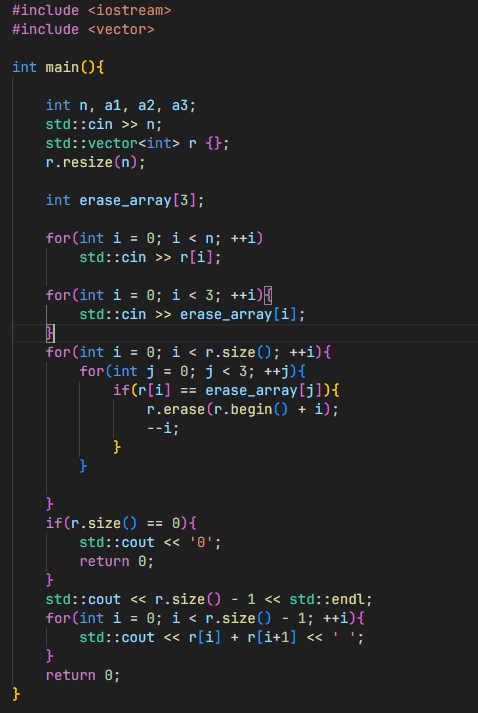 #include <iostream>
#include <vector>

int main(){

    int n, a1, a2, a3;
    std::cin >> n;
    std::vector<int> r {};
    r.resize(n);

    int erase_array[3];

    for(int i = 0; i < n; ++i)
        std::cin >> r[i];

    for(int i = 0; i < 3; ++i){
        std::cin >> erase_array[i];
    }
    for(int i = 0; i < r.size(); ++i){
        for(int j = 0; j < 3; ++j){
            if(r[i] == erase_array[j]){
                r.erase(r.begin() + i);
                --i;
            }
        }

    }
    if(r.size() == 0){
        std::cout << '0';
        return 0;
    }
    std::cout << r.size() - 1 << std::endl;
    for(int i = 0; i < r.size() - 1; ++i){
        std::cout << r[i] + r[i+1] << ' ';
    }
    return 0;
}